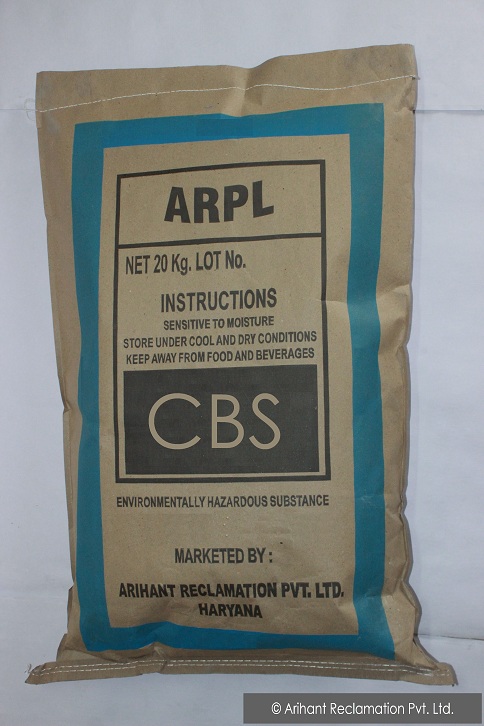 ARPL
NET 20 Kg. LOT No.
INSTRUCTIONS
SENSITIVE TO MOISTURE
STORE UNDER COOL AND DRY CONDITIONS
KEEP AWAY FROM FOOD AND BEVERAGES
CBS
ENVIRONMENTALLY HAZARDOUS SUBSTANCE
MARKETED BY :
ARIHANT RECLAMATION PVT. LTD.
HARYANA
© Arihant Reclamation Pvt. Ltd.